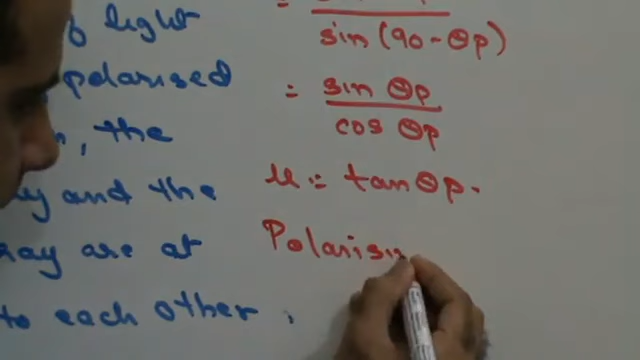 of light
polarised
, the
and the
ray are at
to each other.
=
sin (90 - θp)
= sin θp
cos θp
μ = tan θp.
Polarisin